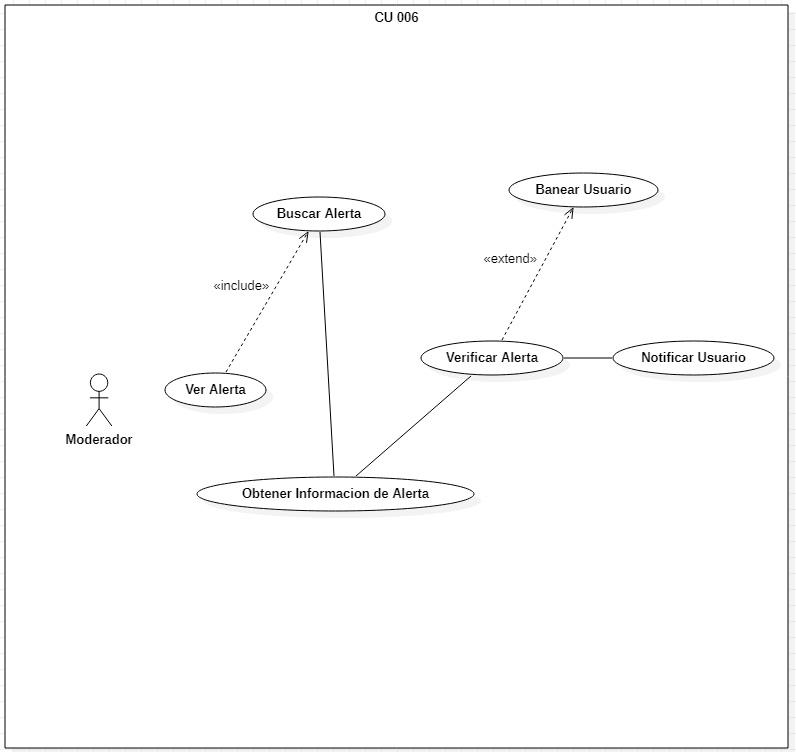 CU 006
Banear Usuario
Buscar Alerta
«extend»
«include»
Verificar Alerta
Notificar Usuario
Ver Alerta
Moderador
Obtener Informacion de Alerta